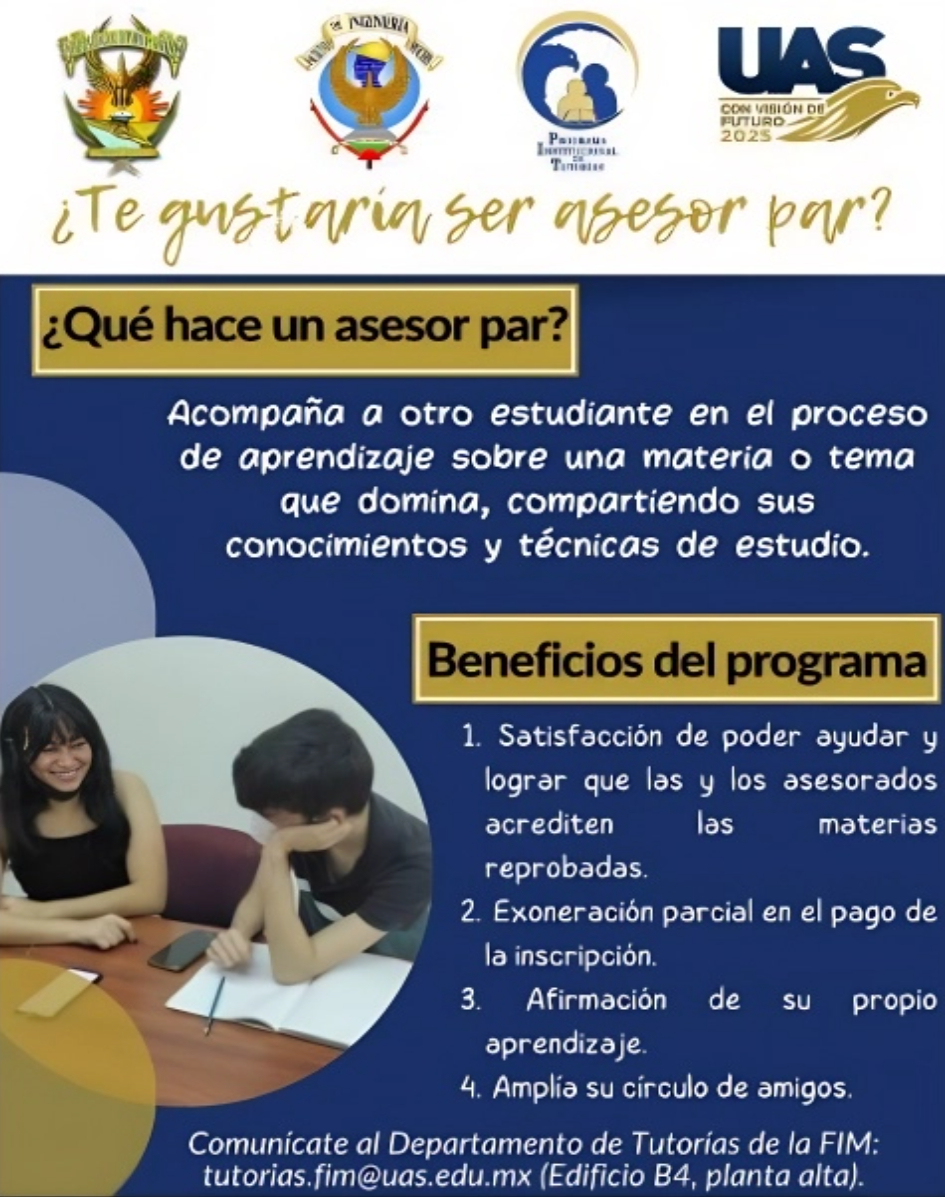 DE INGENIERÍA
PROGRAMA
INSTITUCIONAL
DE
TUTORÍAS
UAS
CON VISIÓN DE
FUTURO
2025
¿Te gustaría ser asesor par?
¿Qué hace un asesor par?
Acompaña a otro estudiante en el proceso
de aprendizaje sobre una materia o tema
que domina, compartiendo sus
conocimientos y técnicas de estudio.
Beneficios del programa
1. Satisfacción de poder ayudar y
lograr que las y los asesorados
acrediten las materias
reprobadas.
2. Exoneración parcial en el pago de
la inscripción.
3. Afirmación de su propio
aprendizaje.
4. Amplía su círculo de amigos.
Comunícate al Departamento de Tutorías de la FIM:
tutorias.fim@uas.edu.mx (Edificio B4, planta alta).